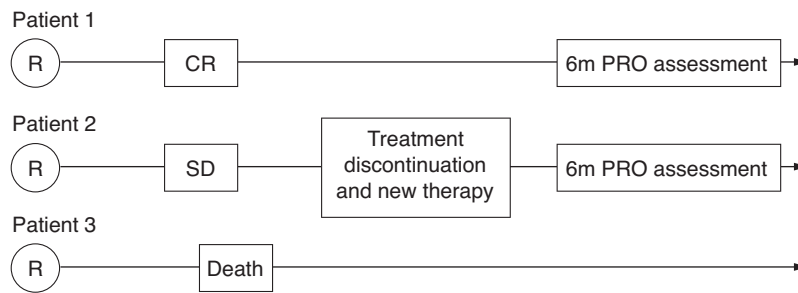 Patient 1
R
CR
6m PRO assessment
Patient 2
R
SD
Treatment
discontinuation
and new therapy
6m PRO assessment
Patient 3
R
Death